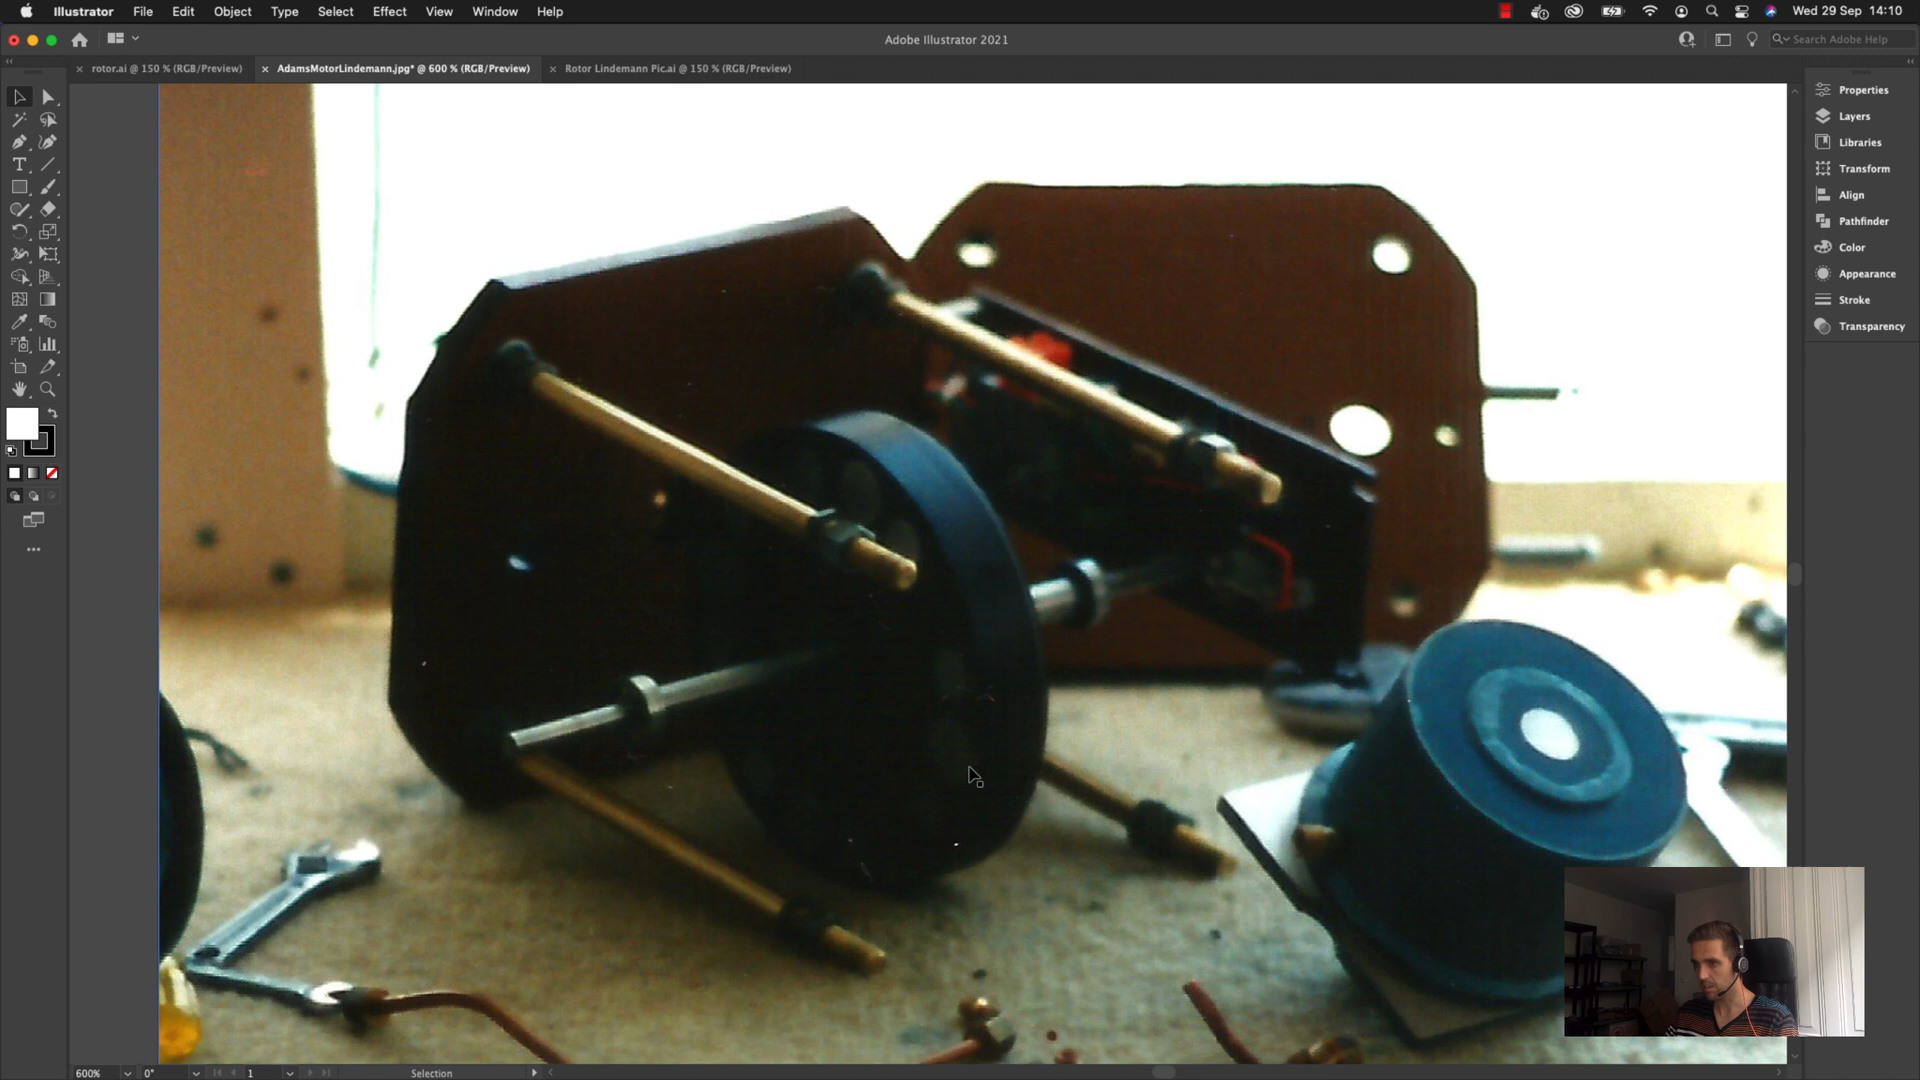 Illustrator File Edit Object Type Select Effect View Window Help
Wed 29 Sep 14:10
Adobe Illustrator 2021
Search Adobe Help
rotor.ai @ 150 % (RGB/Preview)
AdamsMotorLindemann.jpg* @ 600 % (RGB/Preview)
Rotor Lindemann Pic.ai @ 150 % (RGB/Preview)
Properties
Layers
Libraries
Transform
Align
Pathfinder
Color
Appearance
Stroke
Transparency
600% 0° 1 Selection